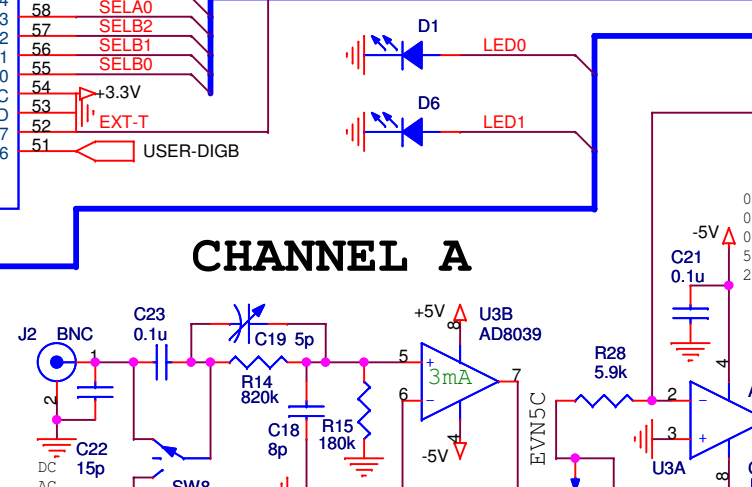 58 SELA0
57 SELB2
56 SELB1
55 SELB0
54 +3.3V
53
52 EXT-T
51 USER-DIGB
D1
LED0
D6
LED1
CHANNEL A
-5V
C21
0.1u
J2 BNC
C23
0.1u
C19 5p
+5V
8
U3B
AD8039
1
2
R14
820k
C18
8p
R15
180k
5
+
3mA
6
-
7
4
-5V
C22
15p
DC
SW8
EVN5C
R28
5.9k
4
2
-
3
+
U3A
8